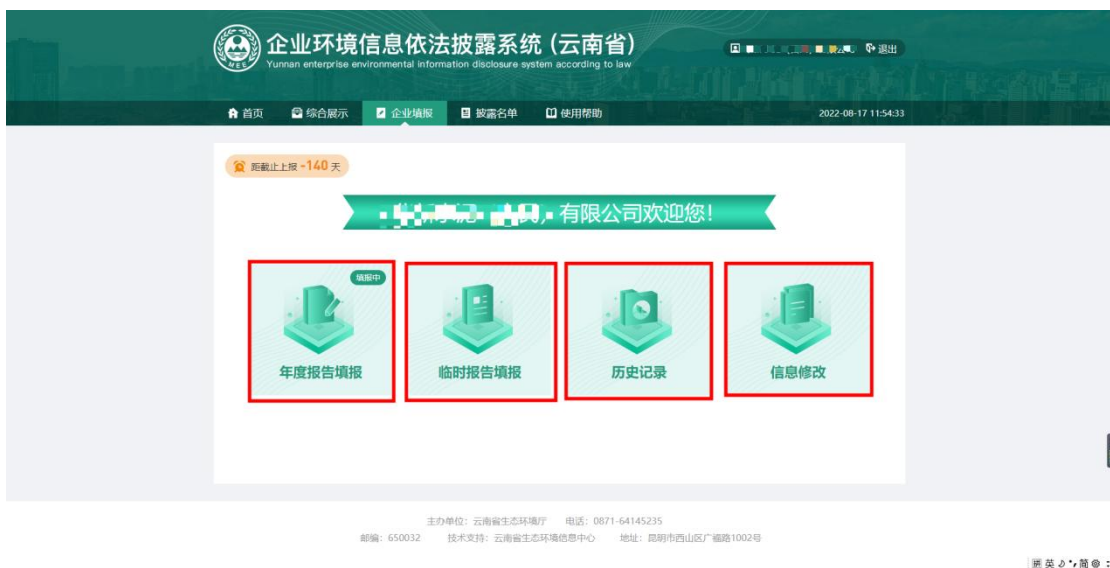 企业环境信息依法披露系统 (云南省)
Yunnan enterprise environmental information disclosure system according to law
退出
首页 综合展示 企业填报 披露名单 使用帮助 2022-08-17 11:54:33
距截止上报 -140 天
有限公司欢迎您!
填报中
年度报告填报 临时报告填报 历史记录 信息修改
主办单位: 云南省生态环境厅 电话: 0871-64145235
邮编: 650032 技术支持: 云南省生态环境信息中心 地址: 昆明市西山区广福路1002号
英 简